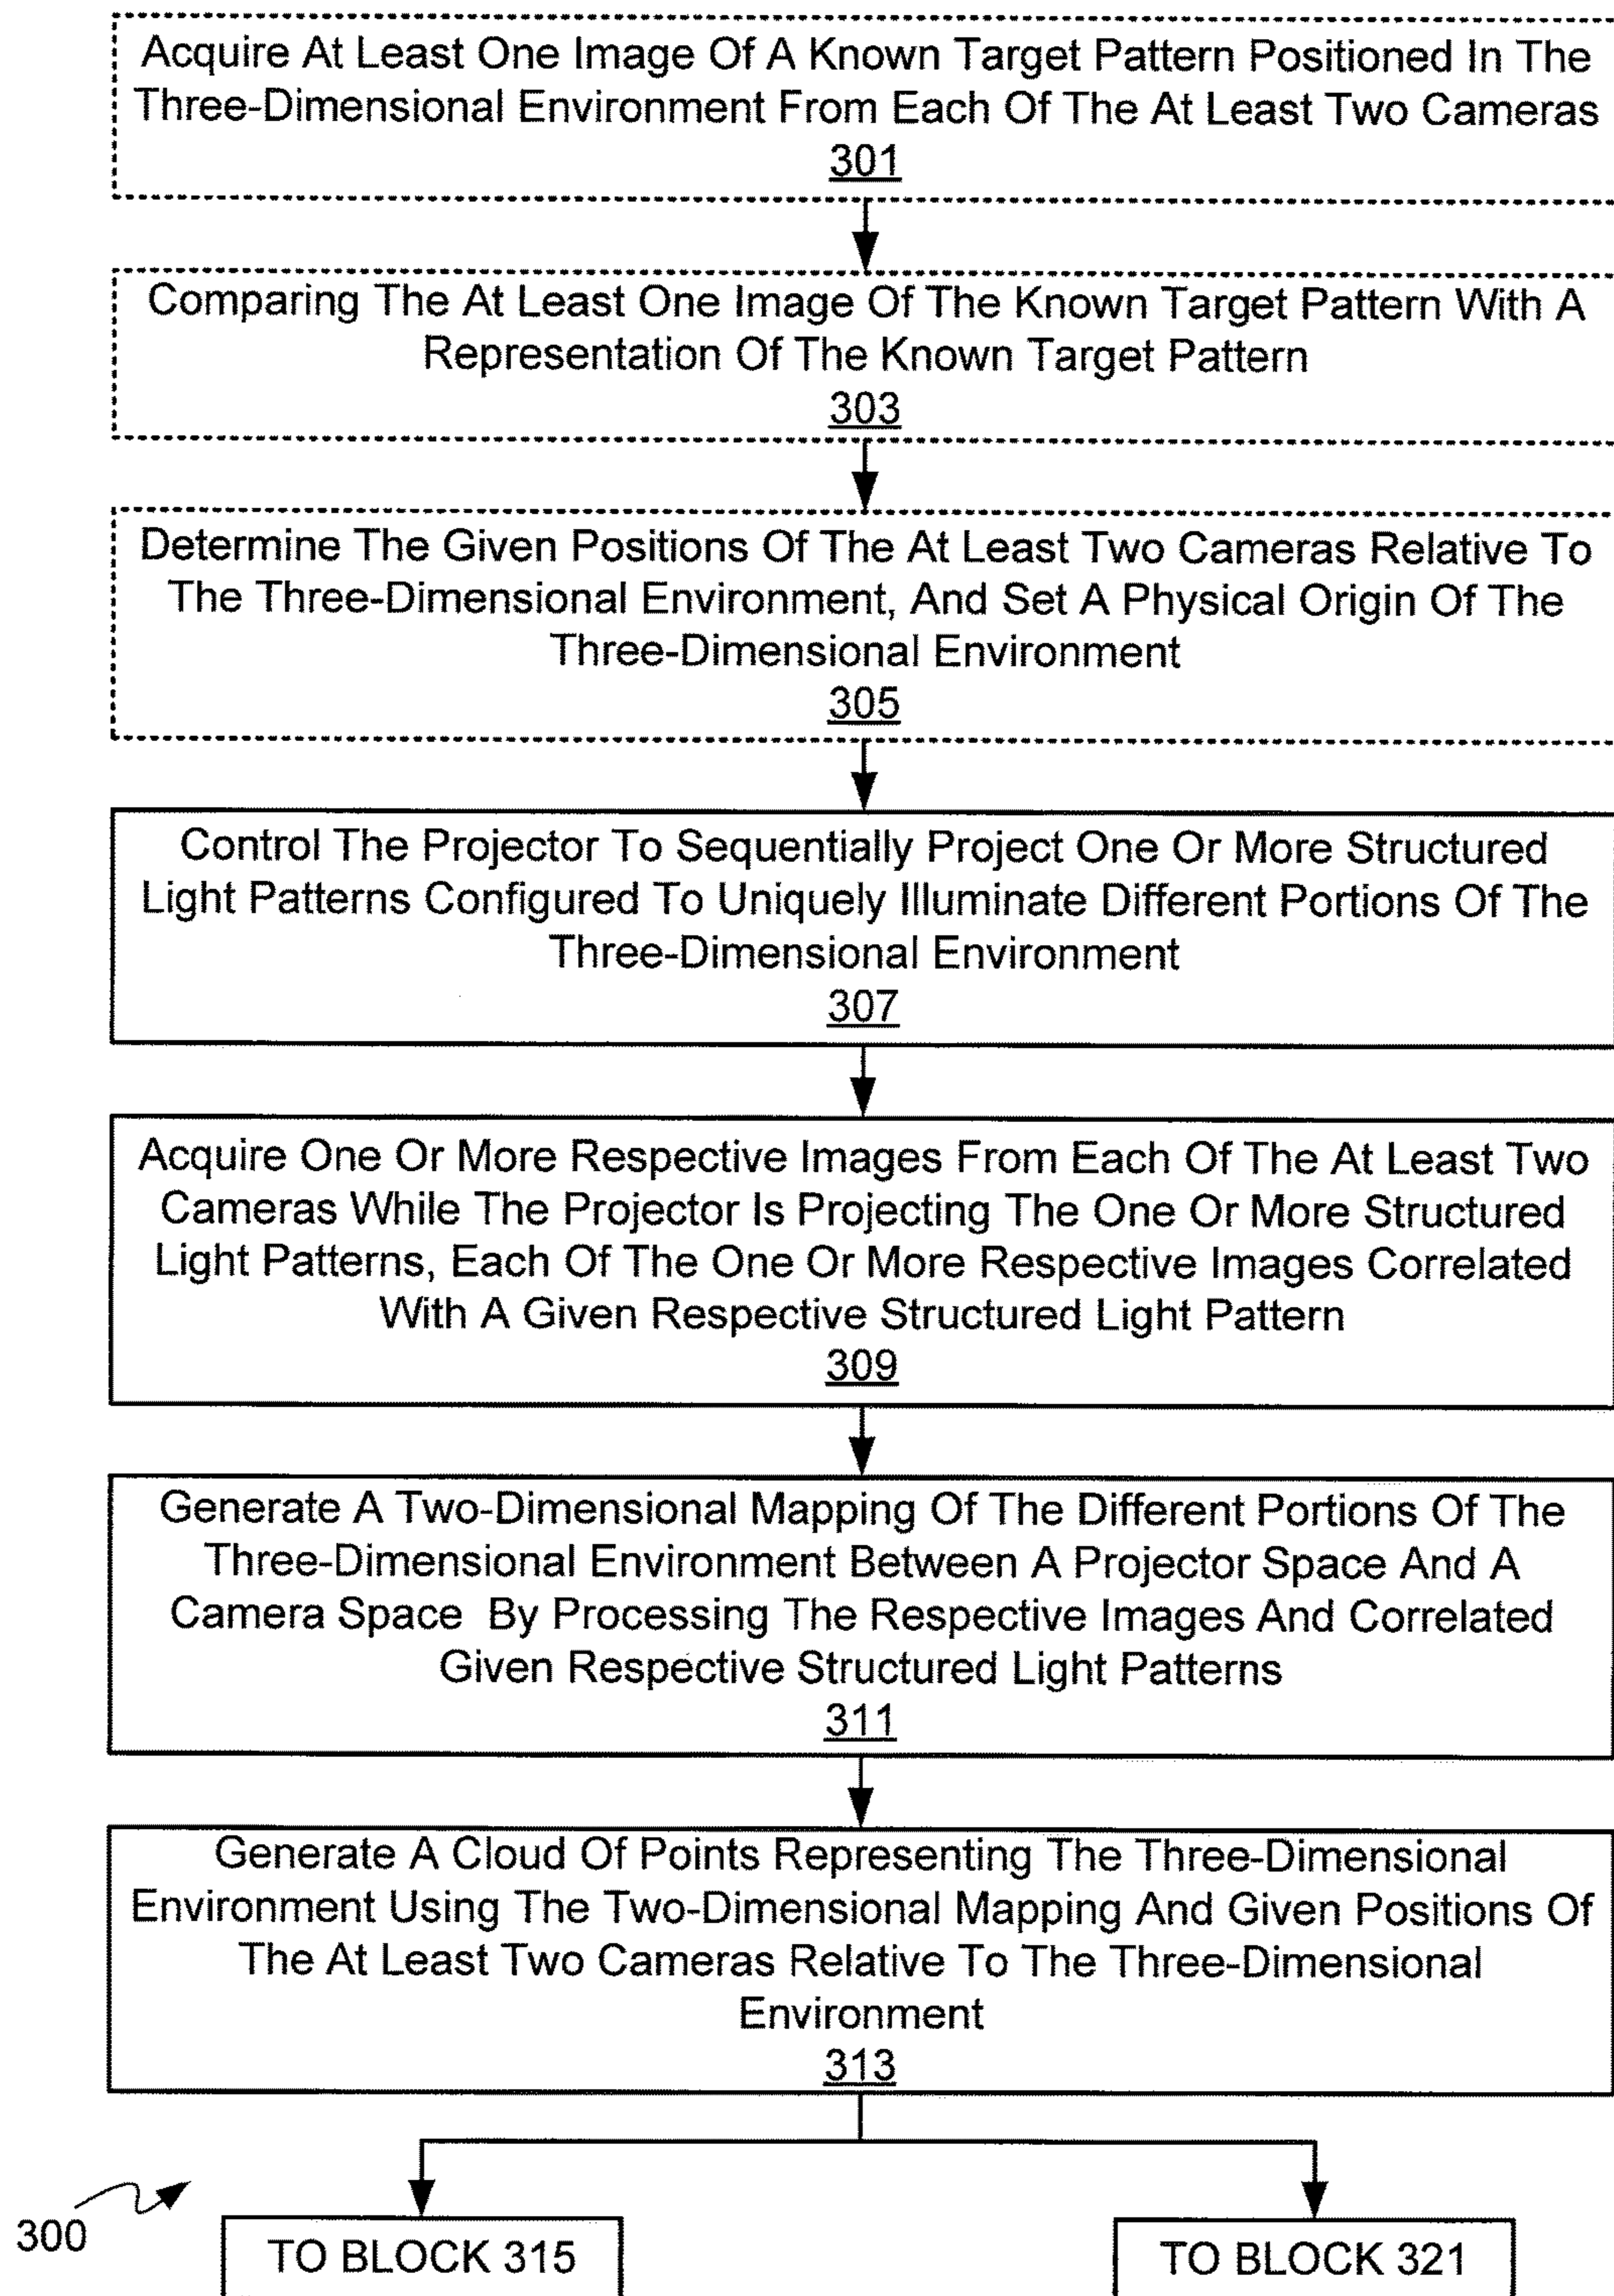 Acquire At Least One Image Of A Known Target Pattern Positioned In The
Three-Dimensional Environment From Each Of The At Least Two Cameras
301
Comparing The At Least One Image Of The Known Target Pattern With A
Representation Of The Known Target Pattern
303
Determine The Given Positions Of The At Least Two Cameras Relative To
The Three-Dimensional Environment, And Set A Physical Origin Of The
Three-Dimensional Environment
305
Control The Projector To Sequentially Project One Or More Structured
Light Patterns Configured To Uniquely Illuminate Different Portions Of The
Three-Dimensional Environment
307
Acquire One Or More Respective Images From Each Of The At Least Two
Cameras While The Projector Is Projecting The One Or More Structured
Light Patterns, Each Of The One Or More Respective Images Correlated
With A Given Respective Structured Light Pattern
309
Generate A Two-Dimensional Mapping Of The Different Portions Of The
Three-Dimensional Environment Between A Projector Space And A
Camera Space By Processing The Respective Images And Correlated
Given Respective Structured Light Patterns
311
Generate A Cloud Of Points Representing The Three-Dimensional
Environment Using The Two-Dimensional Mapping And Given Positions Of
The At Least Two Cameras Relative To The Three-Dimensional
Environment
313
300
TO BLOCK 315
TO BLOCK 321